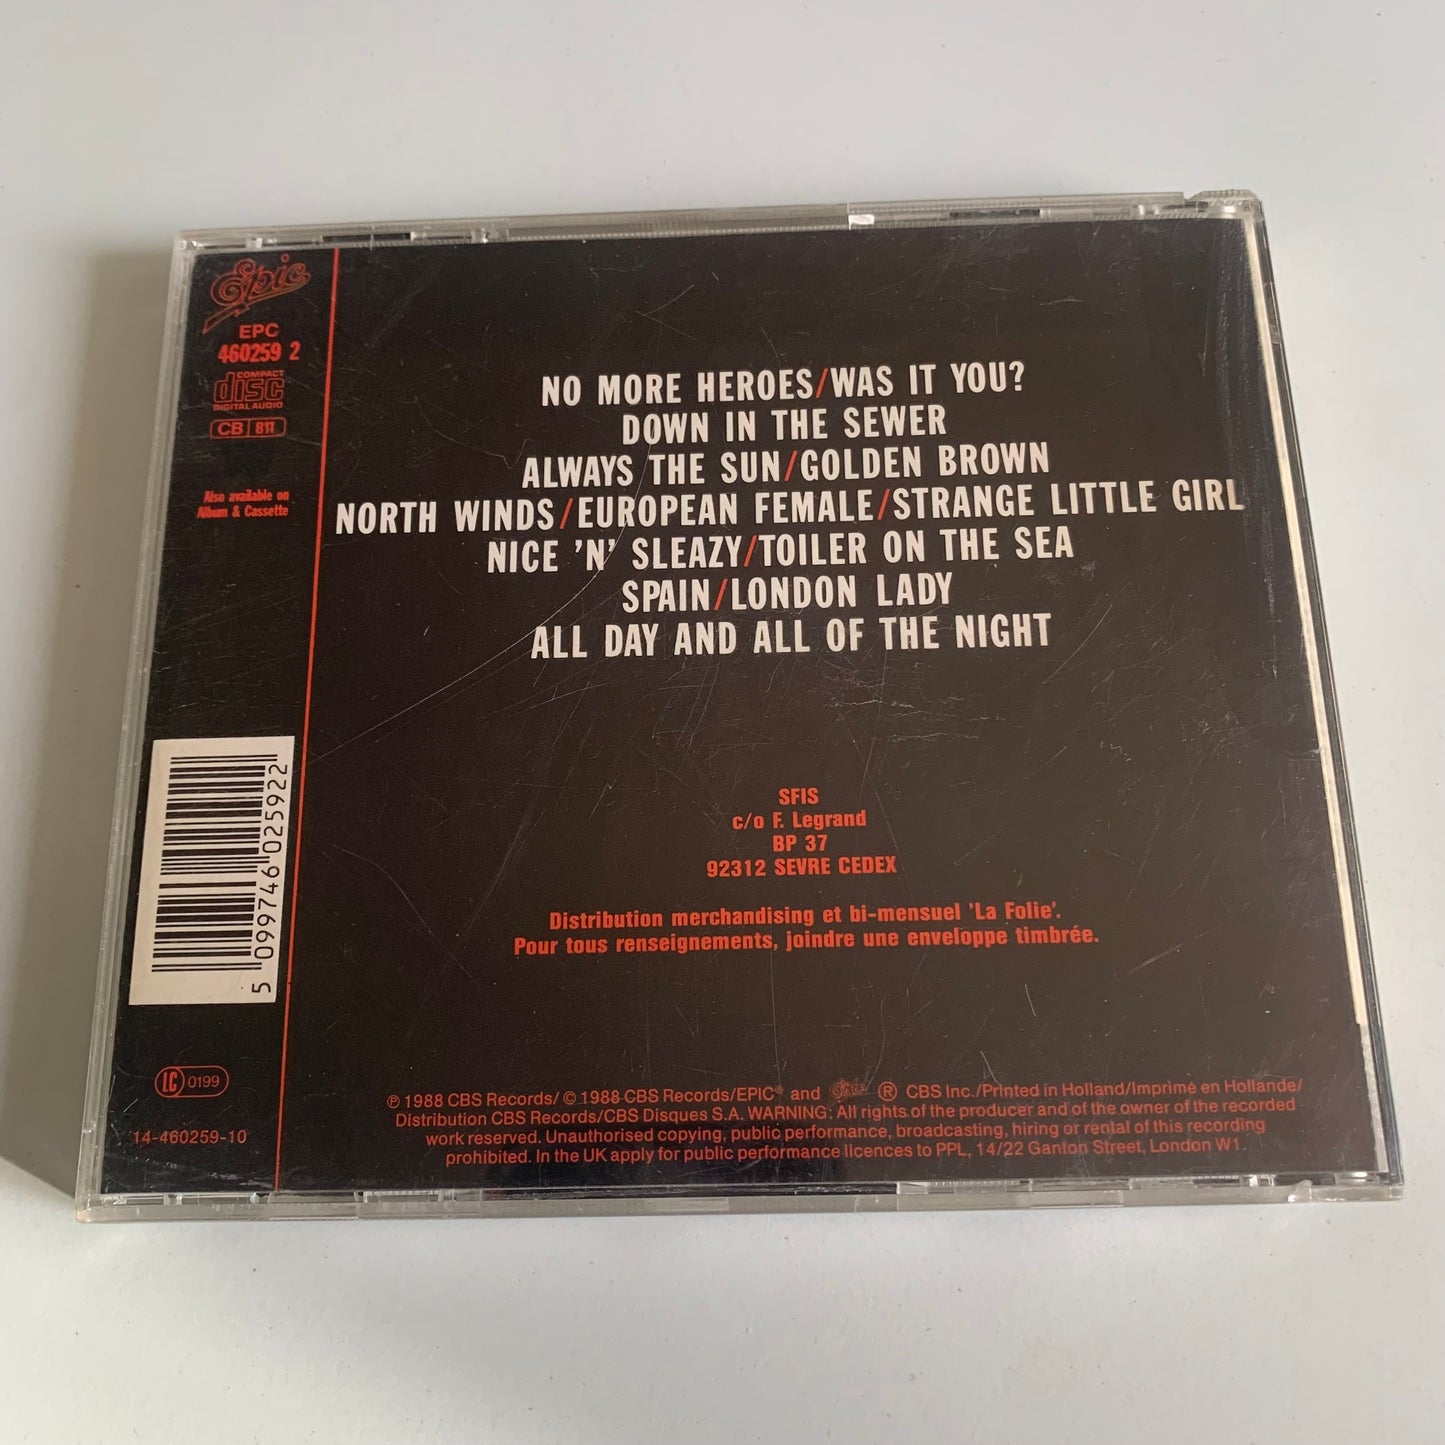 Epic
EPC
460259 2
COMPACT
disc
DIGITAL AUDIO
CB 811
Also available on
Album & Cassette
NO MORE HEROES/WAS IT YOU?
DOWN IN THE SEWER
ALWAYS THE SUN/GOLDEN BROWN
NORTH WINDS/EUROPEAN FEMALE/STRANGE LITTLE GIRL
NICE 'N' SLEAZY/TOILER ON THE SEA
SPAIN/LONDON LADY
ALL DAY AND ALL OF THE NIGHT
SFIS
c/o F. Legrand
BP 37
92312 SEVRE CEDEX
Distribution merchandising et bi-mensuel 'La Folie'.
Pour tous renseignements, joindre une enveloppe timbrée.
5 099746 025922
LC 0199
14-460259-10
℗ 1988 CBS Records/ © 1988 CBS Records/EPIC® and Epic ® CBS Inc./Printed in Holland/Imprimé en Hollande/
Distribution CBS Records/CBS Disques S.A. WARNING: All rights of the producer and of the owner of the recorded
work reserved. Unauthorised copying, public performance, broadcasting, hiring or rental of this recording
prohibited. In the UK apply for public performance licences to PPL, 14/22 Ganton Street, London W1.